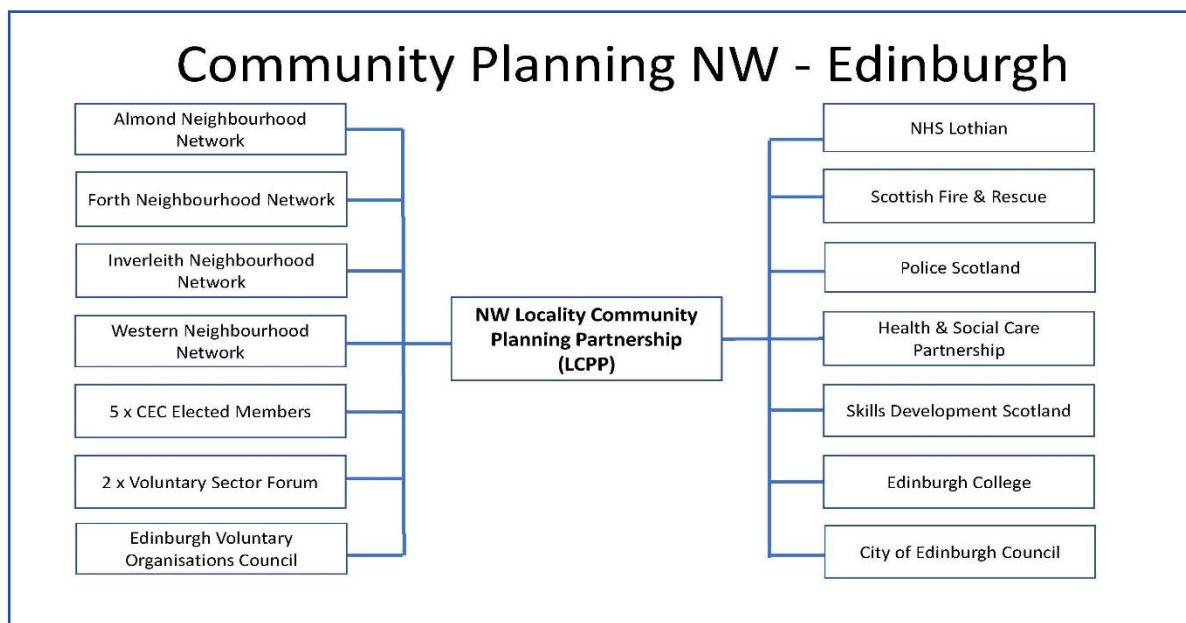 Community Planning NW - Edinburgh
Almond Neighbourhood
Network
Forth Neighbourhood Network
Inverleith Neighbourhood
Network
Western Neighbourhood
Network
5 x CEC Elected Members
2 x Voluntary Sector Forum
Edinburgh Voluntary
Organisations Council
NW Locality Community
Planning Partnership
(LCPP)
NHS Lothian
Scottish Fire & Rescue
Police Scotland
Health & Social Care
Partnership
Skills Development Scotland
Edinburgh College
City of Edinburgh Council